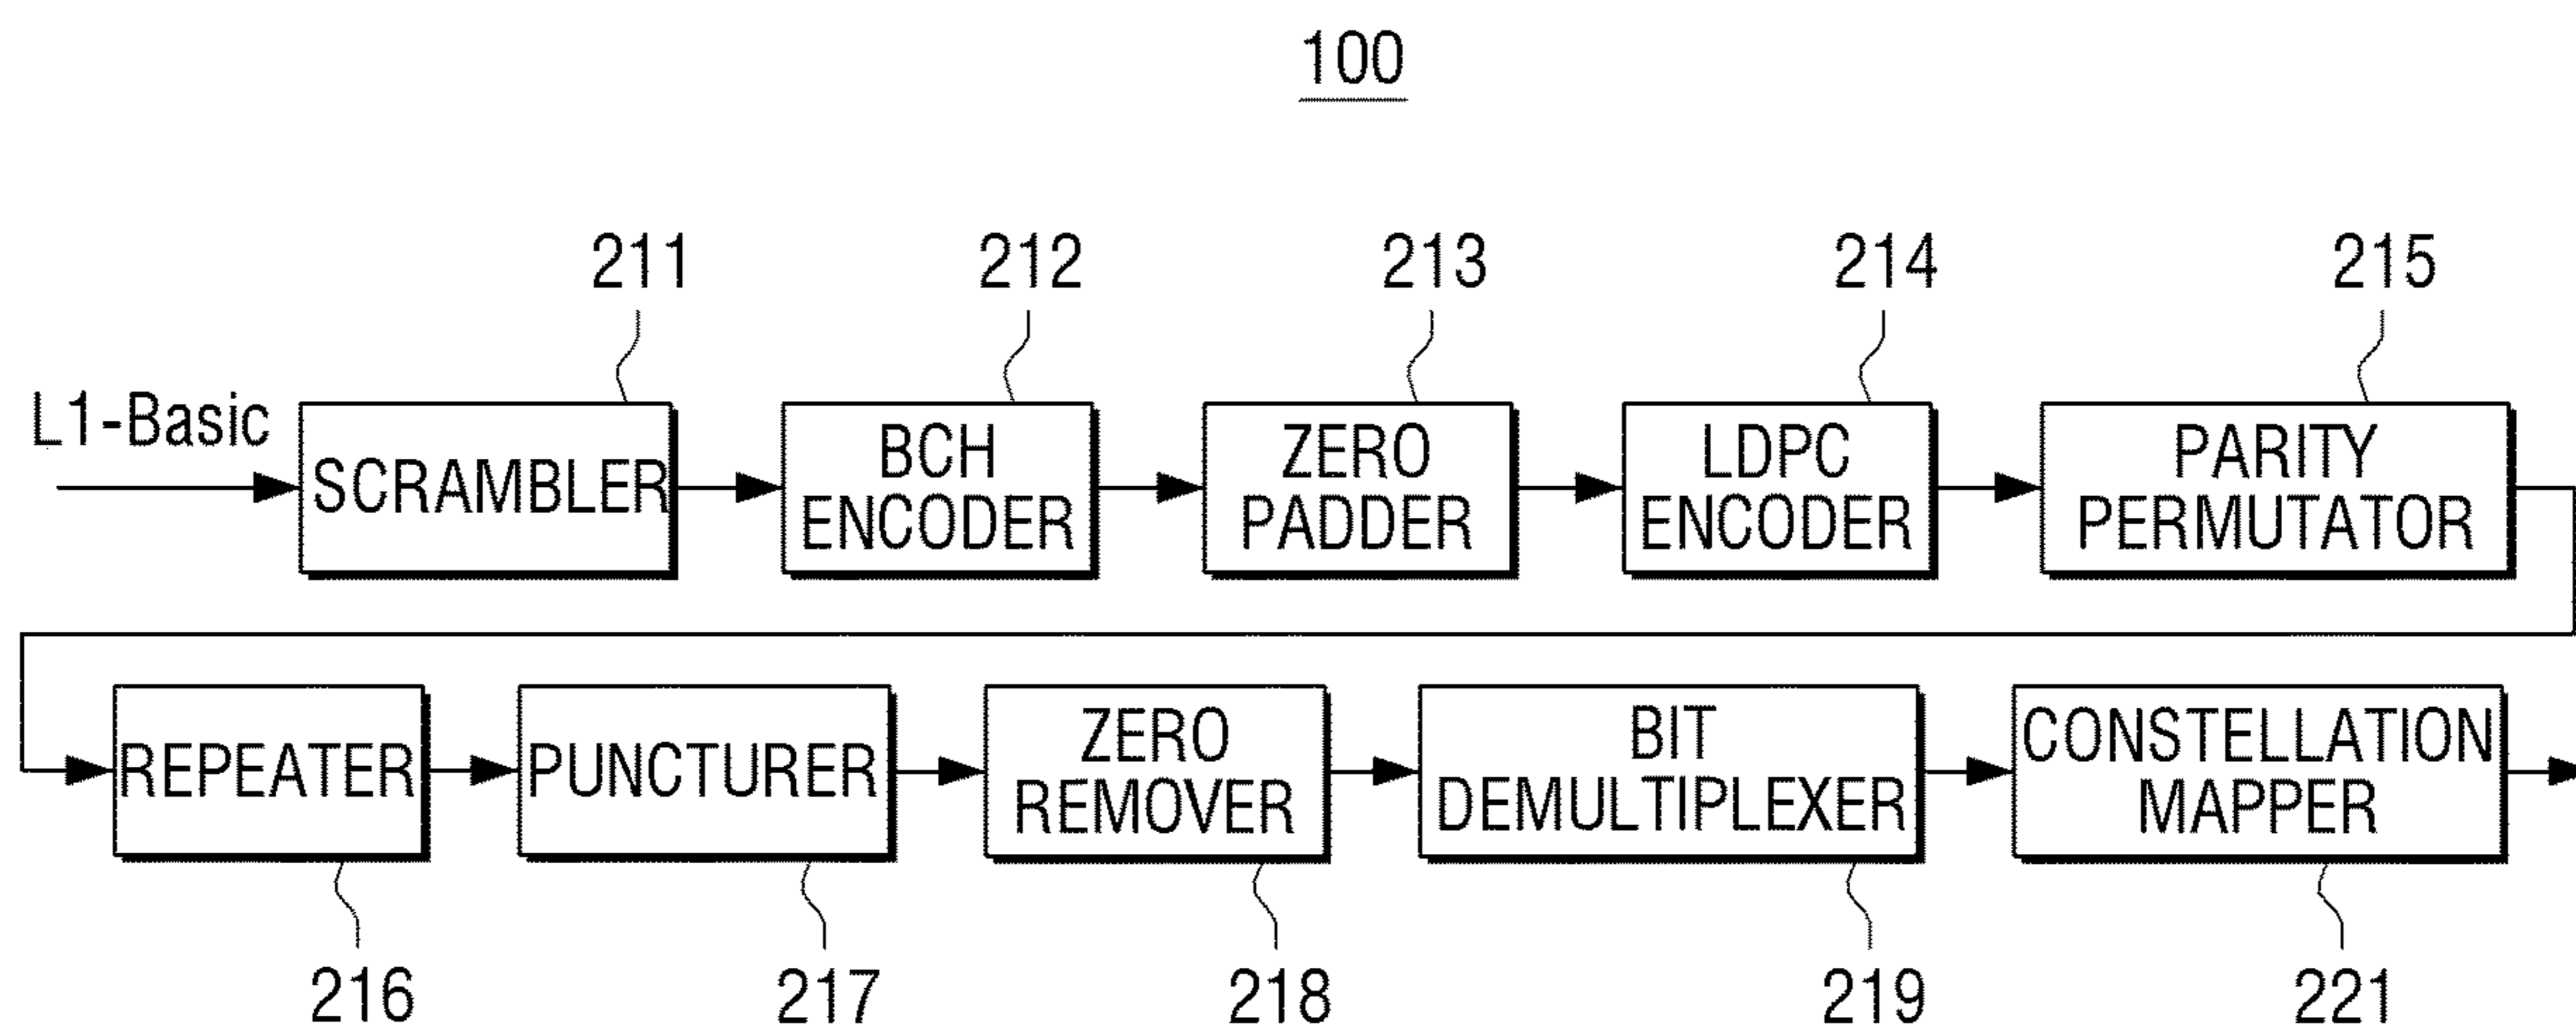 100
211
212
213
214
215
L1-Basic
SCRAMBLER
BCH
ENCODER
ZERO
PADDER
LDPC
ENCODER
PARITY
PERMUTATOR
REPEATER
PUNCTURER
ZERO
REMOVER
BIT
DEMULTIPLEXER
CONSTELLATION
MAPPER
216
217
218
219
221